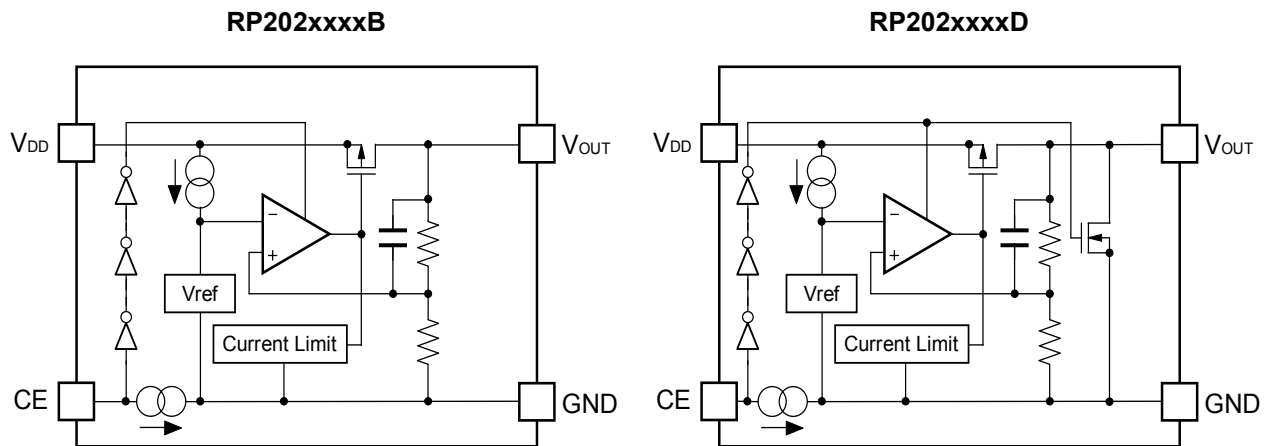 RP202xxxxB
RP202xxxxD
VDD
VOUT
−
+
Vref
Current Limit
CE
GND
VDD
VOUT
−
+
Vref
Current Limit
CE
GND